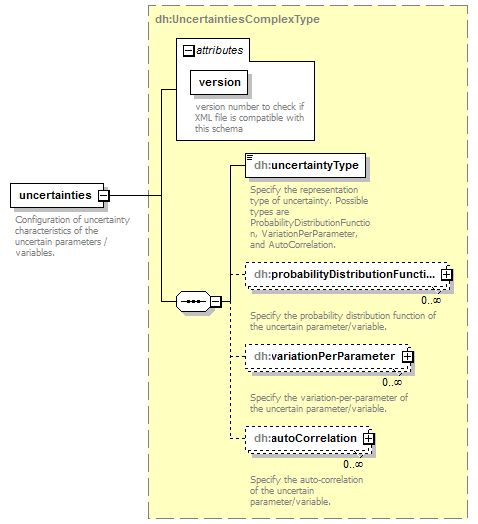 dh:UncertaintiesComplexType
attributes
version
version number to check if
XML file is compatible with
this schema
uncertainties
Configuration of uncertainty
characteristics of the
uncertain parameters /
variables.
dh:uncertaintyType
Specify the representation
type of uncertainty. Possible
types are
ProbabilityDistributionFunctio
n, VariationPerParameter,
and AutoCorrelation.
dh:probabilityDistributionFuncti...
0..∞
Specify the probability distribution function of
the uncertain parameter/variable.
dh:variationPerParameter
0..∞
Specify the variation-per-parameter of
the uncertain parameter/variable.
dh:autoCorrelation
0..∞
Specify the auto-correlation
of the uncertain
parameter/variable.